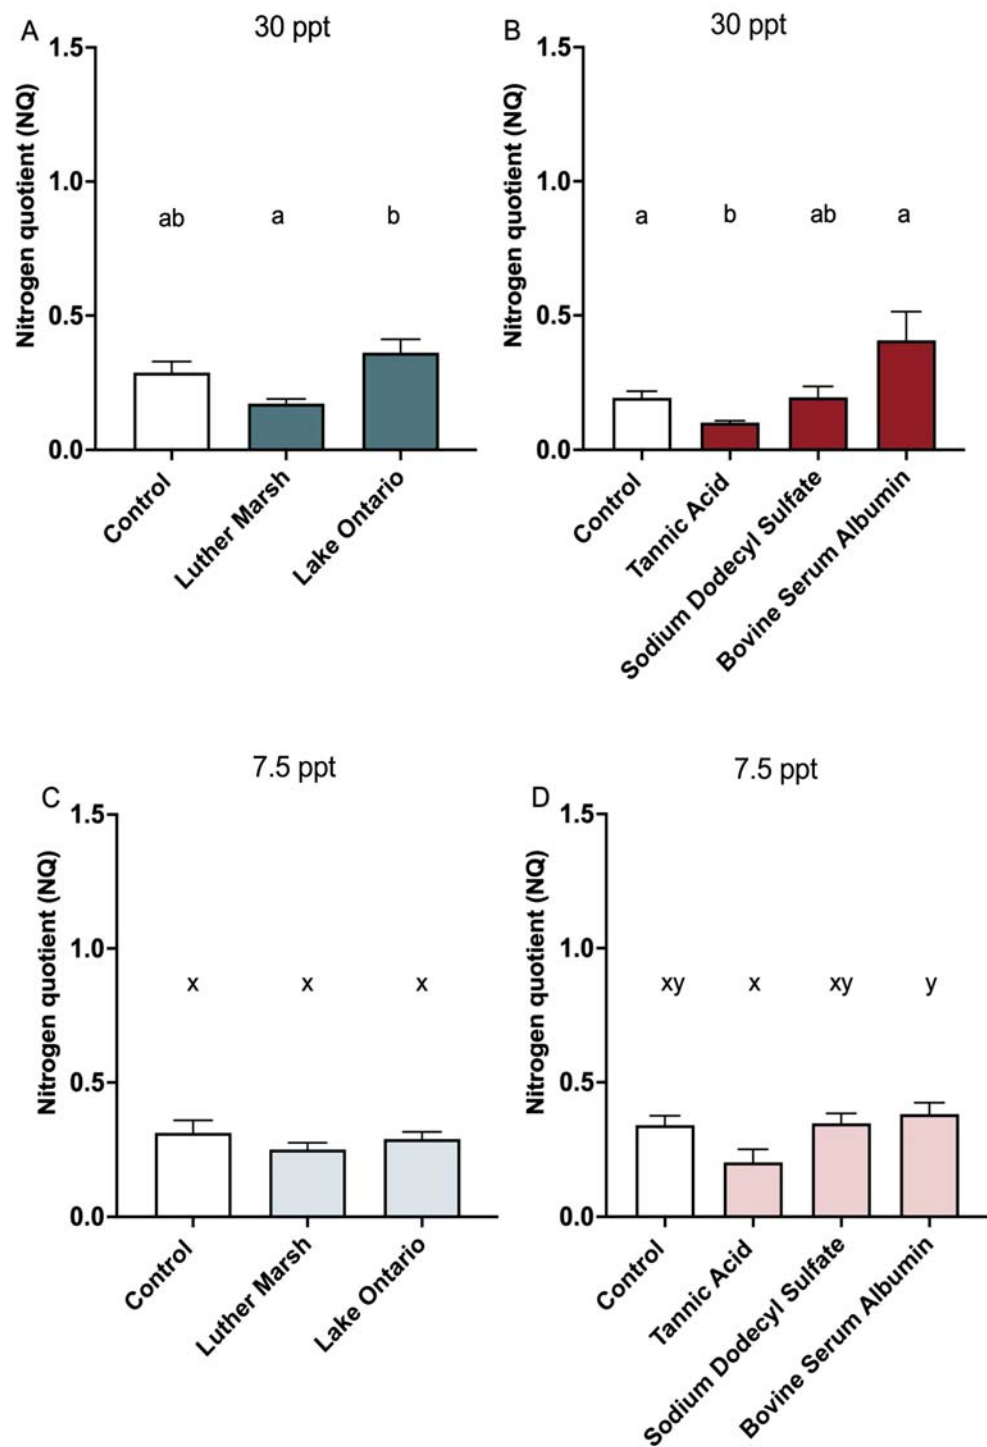 A
30 ppt
Nitrogen quotient (NQ)
1.5
1.0
0.5
0.0
ab
a
b
Control
Luther Marsh
Lake Ontario
B
30 ppt
Nitrogen quotient (NQ)
1.5
1.0
0.5
0.0
a
b
ab
a
Control
Tannic Acid
Sodium Dodecyl Sulfate
Bovine Serum Albumin
C
7.5 ppt
Nitrogen quotient (NQ)
1.5
1.0
0.5
0.0
x
x
x
Control
Luther Marsh
Lake Ontario
D
7.5 ppt
Nitrogen quotient (NQ)
1.5
1.0
0.5
0.0
xy
x
xy
y
Control
Tannic Acid
Sodium Dodecyl Sulfate
Bovine Serum Albumin